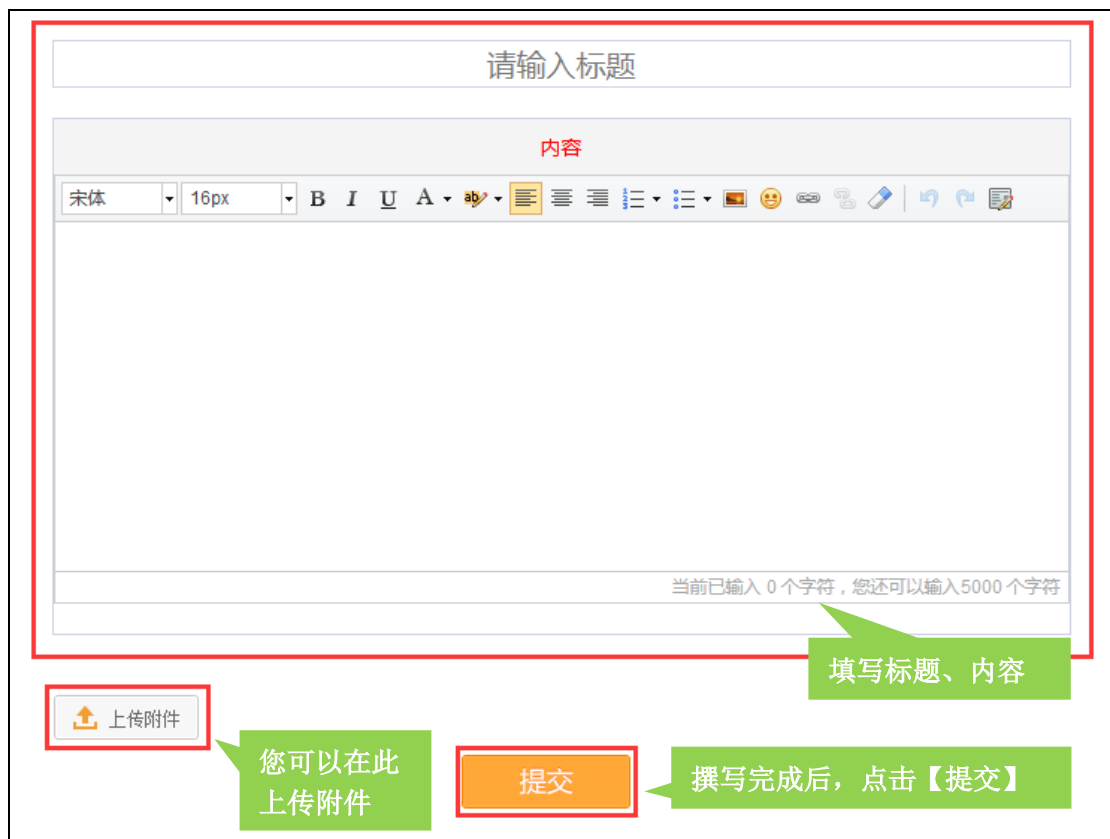 请输入标题
内容
宋体 16px B I U A ab
当前已输入 0 个字符，您还可以输入5000 个字符
填写标题、内容
上传附件
您可以在此
上传附件
提交
撰写完成后，点击【提交】